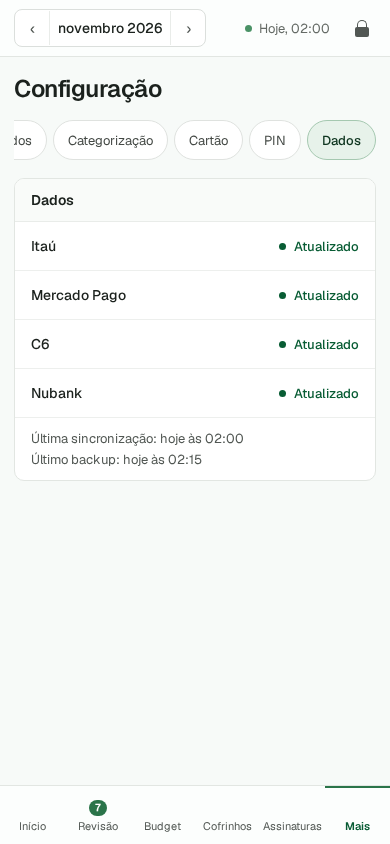 ‹ novembro 2026 › Hoje, 02:00
Configuração
dos Categorização Cartão PIN Dados
Dados
Itaú Atualizado
Mercado Pago Atualizado
C6 Atualizado
Nubank Atualizado
Última sincronização: hoje às 02:00
Último backup: hoje às 02:15
7
Início Revisão Budget Cofrinhos Assinaturas Mais